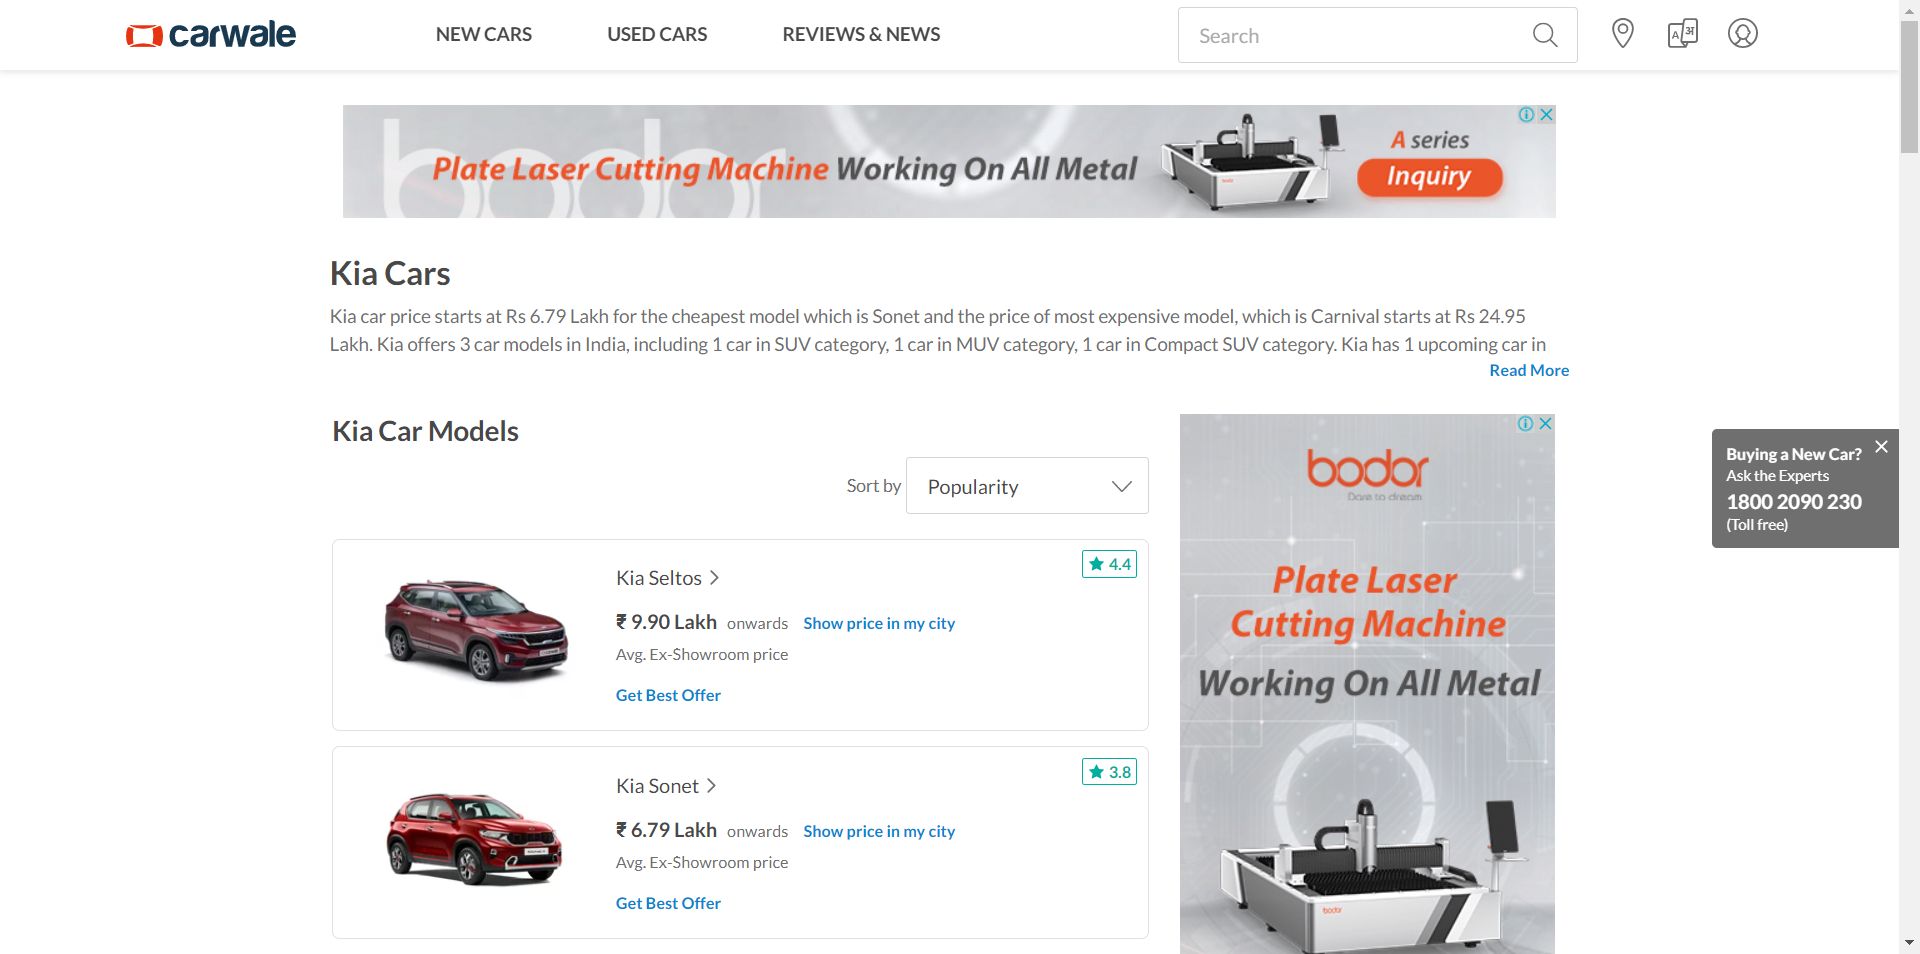 carwale
NEW CARS
USED CARS
REVIEWS & NEWS
Search
A अ
bodor
Plate Laser Cutting Machine Working On All Metal
A series
Inquiry
Kia Cars
Kia car price starts at Rs 6.79 Lakh for the cheapest model which is Sonet and the price of most expensive model, which is Carnival starts at Rs 24.95
Lakh. Kia offers 3 car models in India, including 1 car in SUV category, 1 car in MUV category, 1 car in Compact SUV category. Kia has 1 upcoming car in
Read More
Kia Car Models
Sort by
Popularity
Kia Seltos
4.4
₹ 9.90 Lakh onwards Show price in my city
Avg. Ex-Showroom price
Get Best Offer
Kia Sonet
3.8
₹ 6.79 Lakh onwards Show price in my city
Avg. Ex-Showroom price
Get Best Offer
bodor
Dare to dream
Plate Laser
Cutting Machine
Working On All Metal
bodor
Buying a New Car?
Ask the Experts
1800 2090 230
(Toll free)